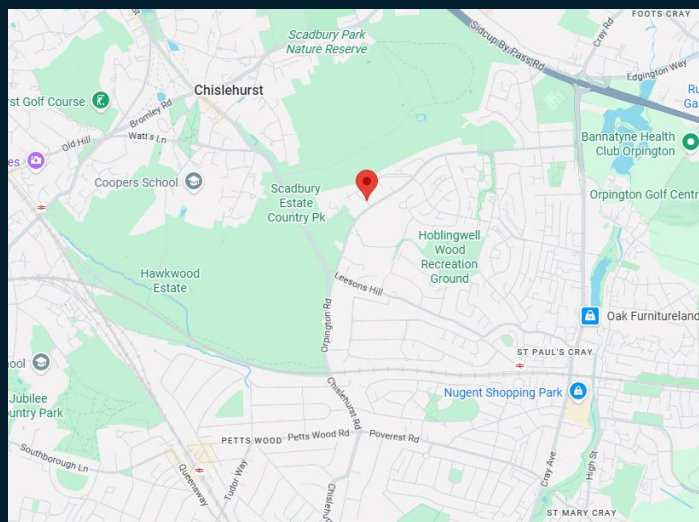 FOOTS CRAY
Scadbury Park
Nature Reserve
Sidcup By-Pass Rd
Cray Rd
Edgington Way
Chislehurst
Golf Course
Bromley Rd
Old Hill
Watt's Ln
Bannatyne Health
Club Orpington
Coopers School
Scadbury
Estate
Country Pk
Orpington Golf Centr
Hoblingwell
Wood
Recreation
Ground
Hawkwood
Estate
Leesons Hill
Orpington Rd
Oak Furnitureland
ST PAUL'S CRAY
Jubilee
ountry Park
Chislehurst Rd
Nugent Shopping Park
PETTS WOOD
Petts Wood Rd
Poverest Rd
Southborough Ln
Queensway
Tudor Way
Chislehur
Cray Ave
High St
ST MARY CRAY